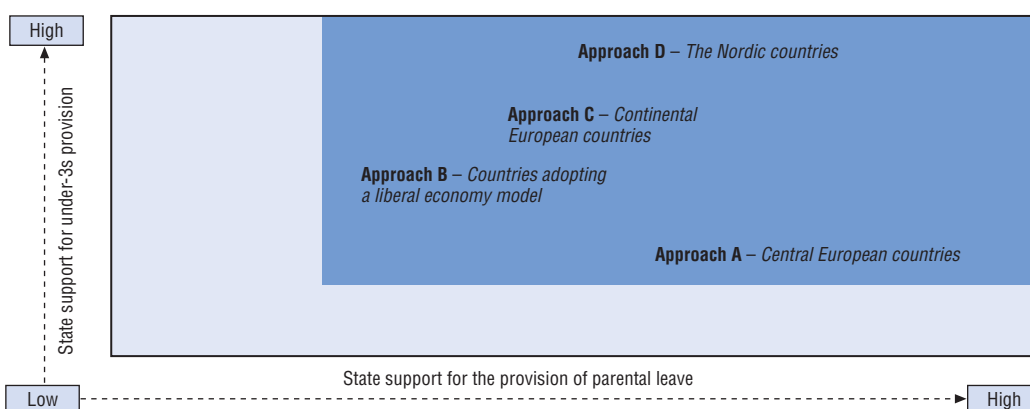 High
State support for under-3s provision
Approach D – The Nordic countries
Approach C – Continental
European countries
Approach B – Countries adopting
a liberal economy model
Approach A – Central European countries
State support for the provision of parental leave
Low
High